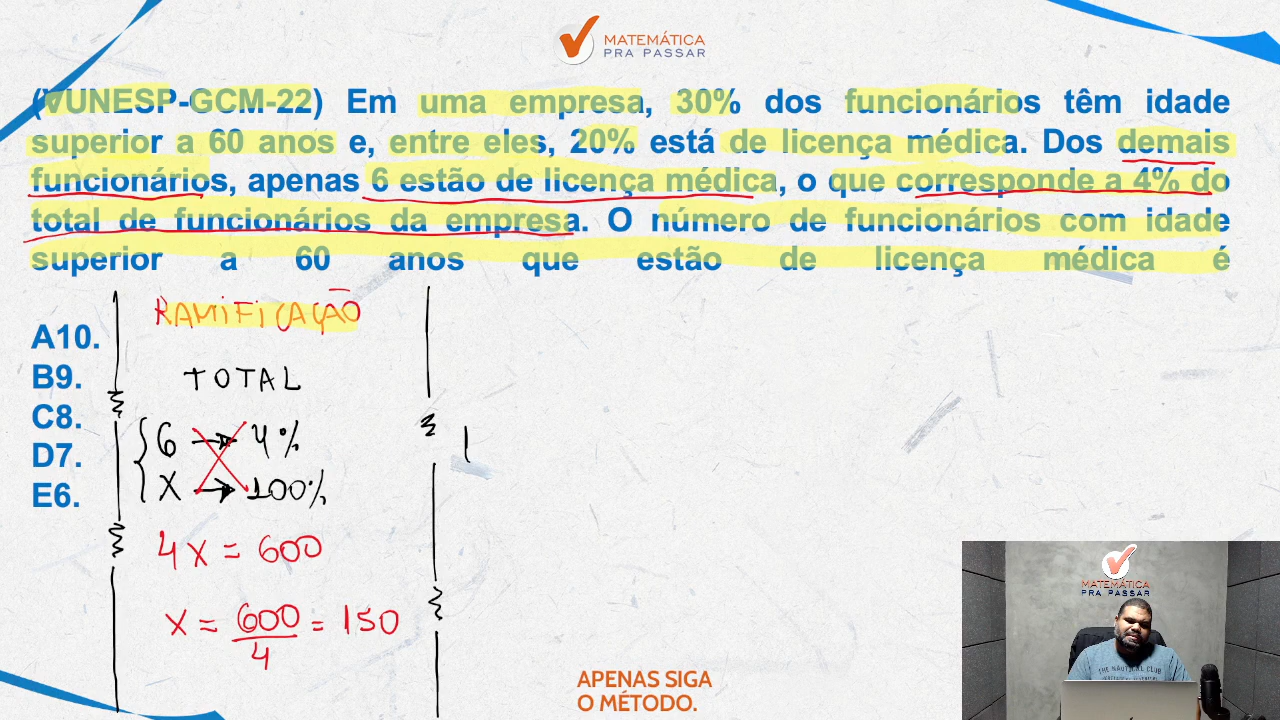 MATEMÁTICA
PRA PASSAR
(VUNESP-GCM-22) Em uma empresa, 30% dos funcionários têm idade
superior a 60 anos e, entre eles, 20% está de licença médica. Dos demais
funcionários, apenas 6 estão de licença médica, o que corresponde a 4% do
total de funcionários da empresa. O número de funcionários com idade
superior a 60 anos que estão de licença médica é
A10.
B9.
C8.
D7.
E6.
RAMIFICAÇÃO
TOTAL
6 → 4%
X → 100%
4X = 600
X = 600/4 = 150
MATEMÁTICA
PRA PASSAR
THE NAUTICAL CLUB
APENAS SIGA
O MÉTODO.